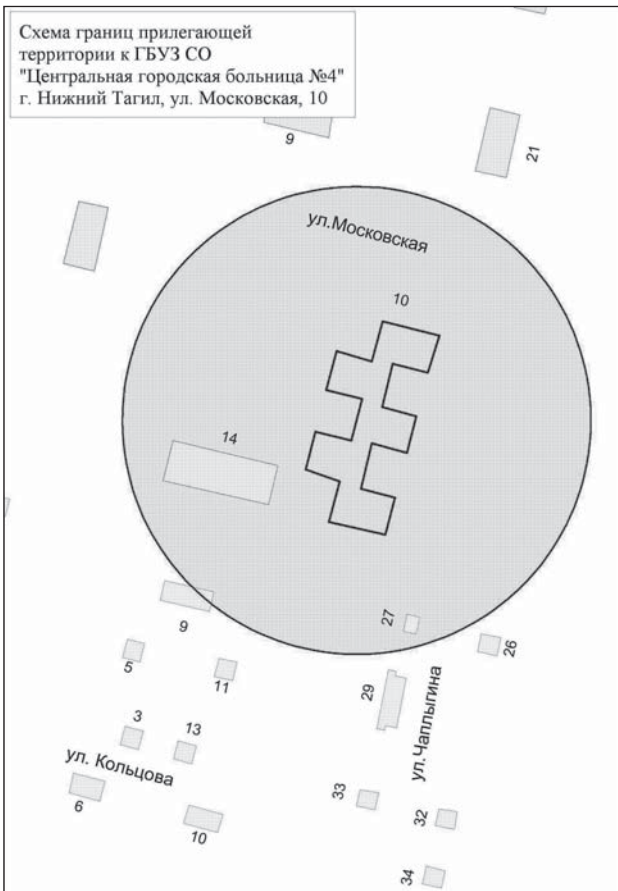 Схема границ прилегающей
территории к ГБУЗ СО
"Центральная городская больница №4"
г. Нижний Тагил, ул. Московская, 10
9
21
ул.Московская
10
14
9
27
26
5
11
29
ул.Чаплыгина
3
13
ул. Кольцова
6
10
33
32
34